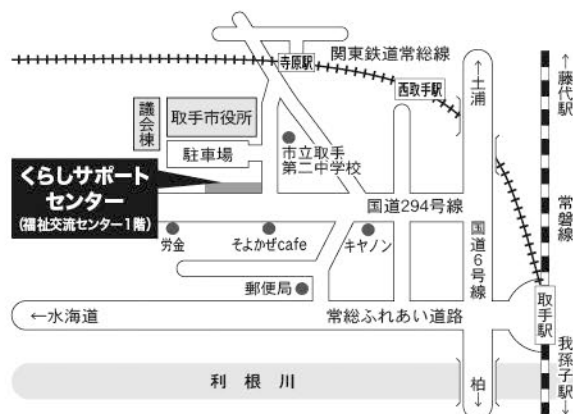 寺原駅
関東鉄道常総線
西取手駅
←土浦
←藤代駅
議会棟
取手市役所
駐車場
市立取手
第二中学校
くらしサポート
センター
(福祉交流センター1階)
国道294号線
常磐線
労金
そよかぜcafe
キヤノン
国道6号線
郵便局
取手駅
←水海道
常総ふれあい道路
利根川
柏→
我孫子駅→